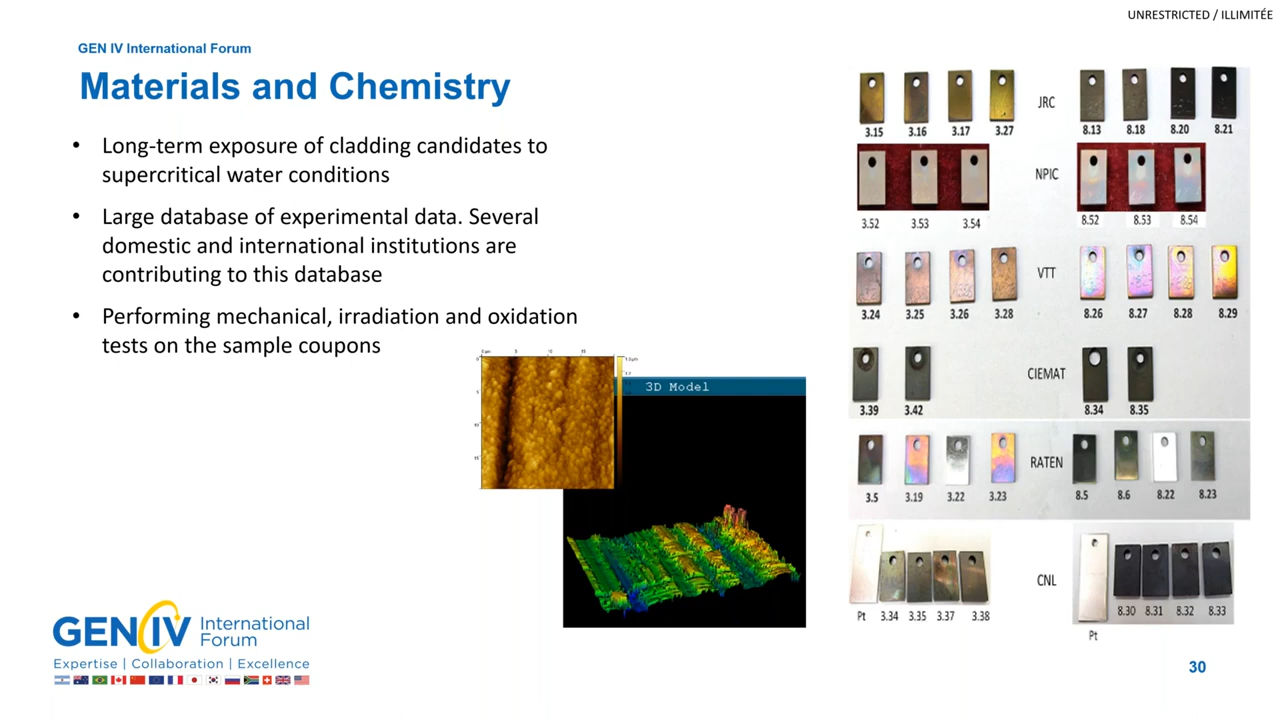 UNRESTRICTED / ILLIMITÉE
GEN IV International Forum
Materials and Chemistry
• Long-term exposure of cladding candidates to
supercritical water conditions
• Large database of experimental data. Several
domestic and international institutions are
contributing to this database
• Performing mechanical, irradiation and oxidation
tests on the sample coupons
3D Model
JRC
3.15 3.16 3.17 3.27 8.13 8.18 8.20 8.21
NPIC
3.52 3.53 3.54 8.52 8.53 8.54
VTT
3.24 3.25 3.26 3.28 8.26 8.27 8.28 8.29
CIEMAT
3.39 3.42 8.34 8.35
RATEN
3.5 3.19 3.22 3.23 8.5 8.6 8.22 8.23
CNL
Pt 3.34 3.35 3.37 3.38 8.30 8.31 8.32 8.33
Pt
GEN IV International
Forum
Expertise | Collaboration | Excellence
30